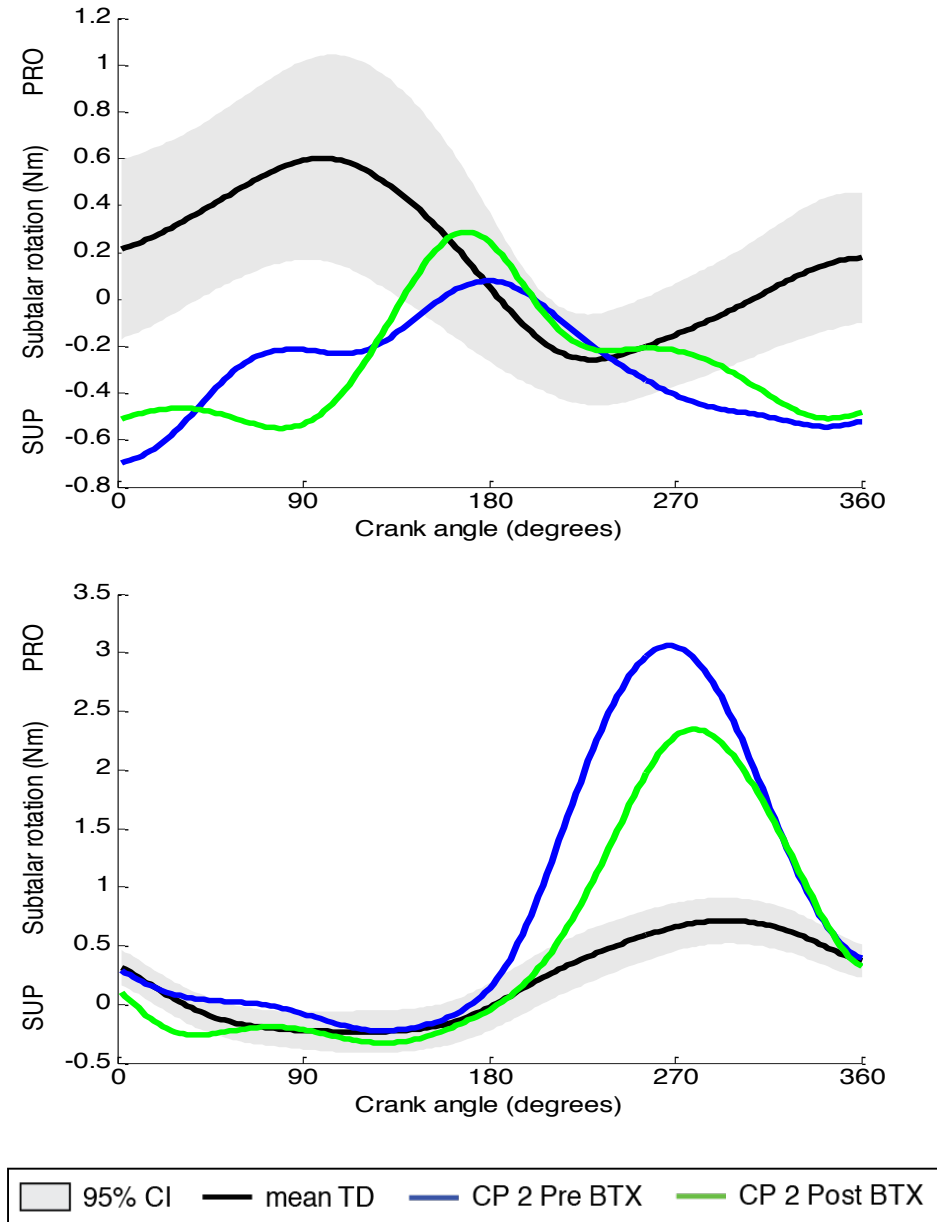 1.2
1
0.8
0.6
0.4
0.2
0
-0.2
-0.4
-0.6
-0.8
SUP Subtalar rotation (Nm) PRO
0 90 180 270 360
Crank angle (degrees)
3.5
3
2.5
2
1.5
1
0.5
0
-0.5
SUP Subtalar rotation (Nm) PRO
0 90 180 270 360
Crank angle (degrees)
95% CI mean TD CP 2 Pre BTX CP 2 Post BTX